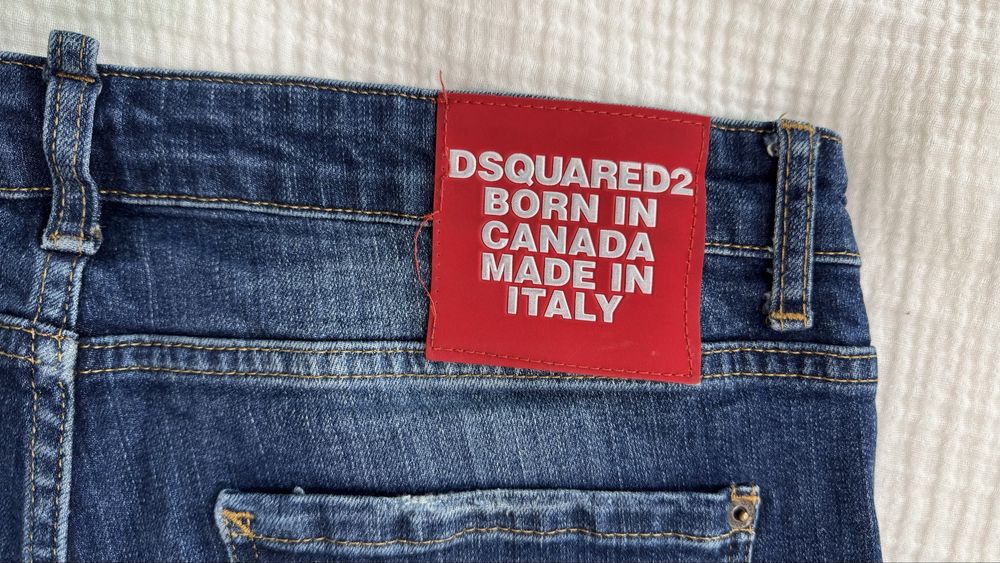 DSQUARED2
BORN IN
CANADA
MADE IN
ITALY